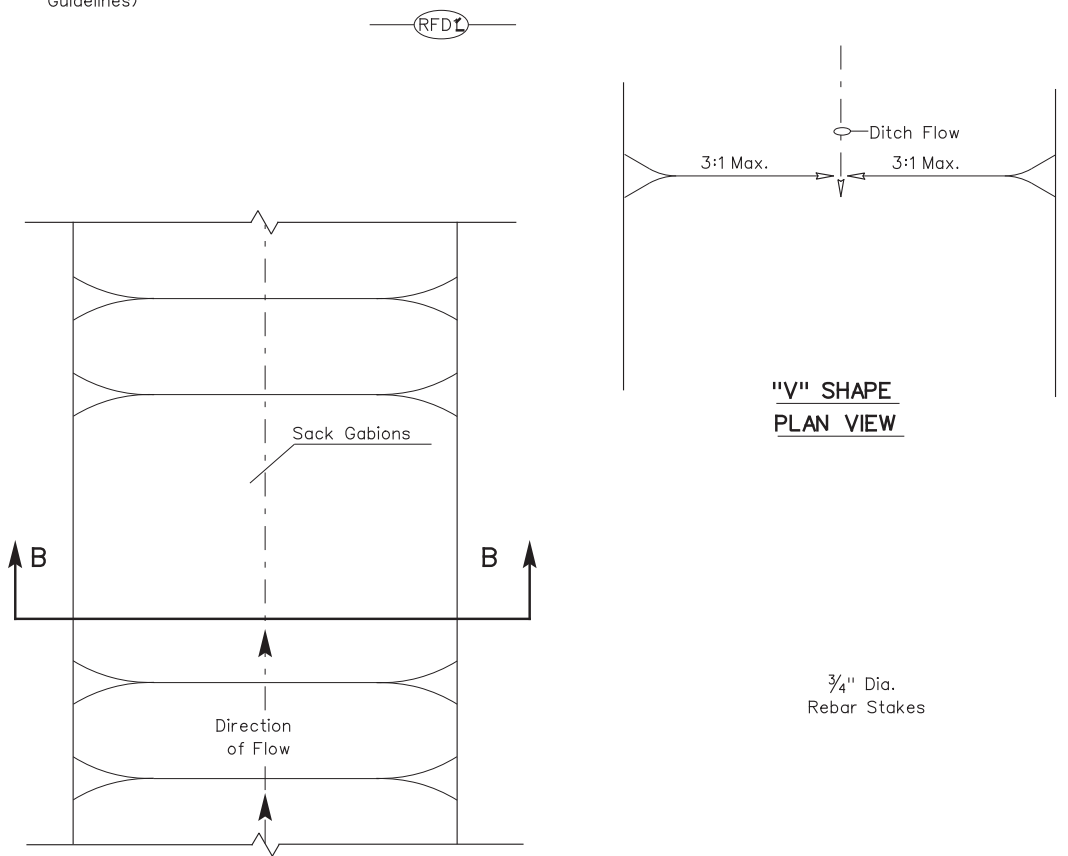 Guidelines)
RFD1
Ditch Flow
3:1 Max.
3:1 Max.
"V" SHAPE
PLAN VIEW
Sack Gabions
B
B
3/4" Dia.
Rebar Stakes
Direction
of Flow